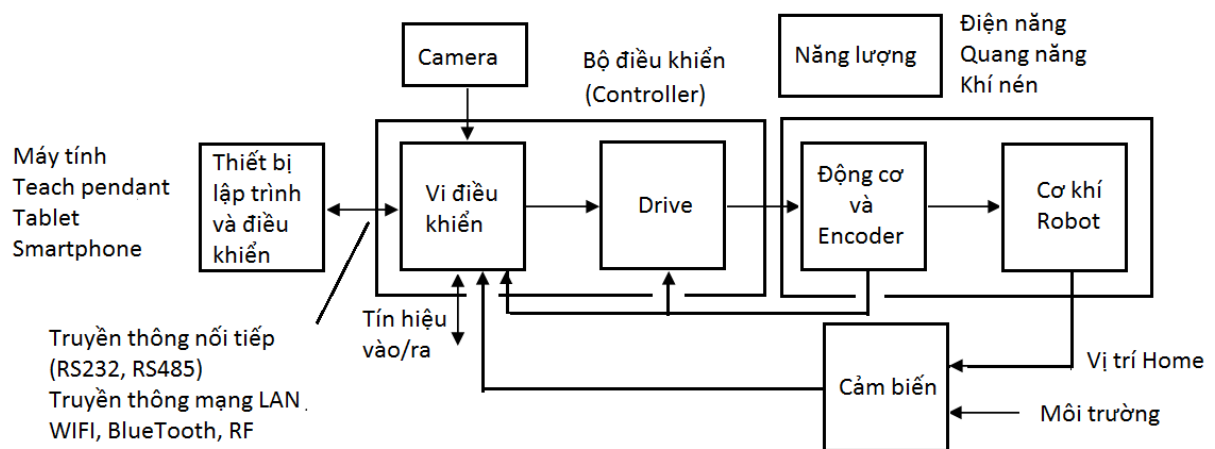 Camera
Bộ điều khiển
(Controller)
Năng lượng
Điện năng
Quang năng
Khí nén
Máy tính
Teach pendant
Tablet
Smartphone
Thiết bị
lập trình
và điều
khiển
Vi điều
khiển
Drive
Động cơ
và
Encoder
Cơ khí
Robot
Tín hiệu
vào/ra
Truyền thông nối tiếp
(RS232, RS485)
Truyền thông mạng LAN
WIFI, BlueTooth, RF
Cảm biến
Vị trí Home
Môi trường